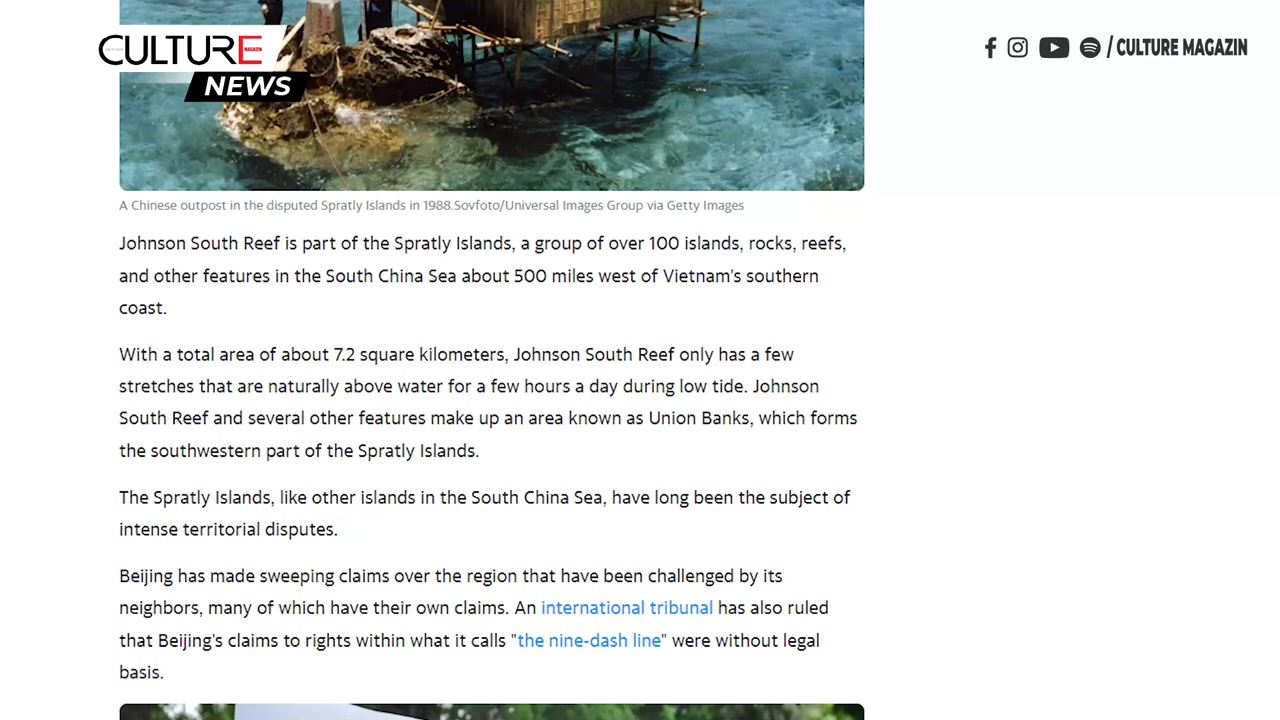 CULTURE MAGAZIN
NEWS
/ CULTURE MAGAZIN
A Chinese outpost in the disputed Spratly Islands in 1988.Sovfoto/Universal Images Group via Getty Images
Johnson South Reef is part of the Spratly Islands, a group of over 100 islands, rocks, reefs,
and other features in the South China Sea about 500 miles west of Vietnam's southern
coast.
With a total area of about 7.2 square kilometers, Johnson South Reef only has a few
stretches that are naturally above water for a few hours a day during low tide. Johnson
South Reef and several other features make up an area known as Union Banks, which forms
the southwestern part of the Spratly Islands.
The Spratly Islands, like other islands in the South China Sea, have long been the subject of
intense territorial disputes.
Beijing has made sweeping claims over the region that have been challenged by its
neighbors, many of which have their own claims. An international tribunal has also ruled
that Beijing's claims to rights within what it calls "the nine-dash line" were without legal
basis.